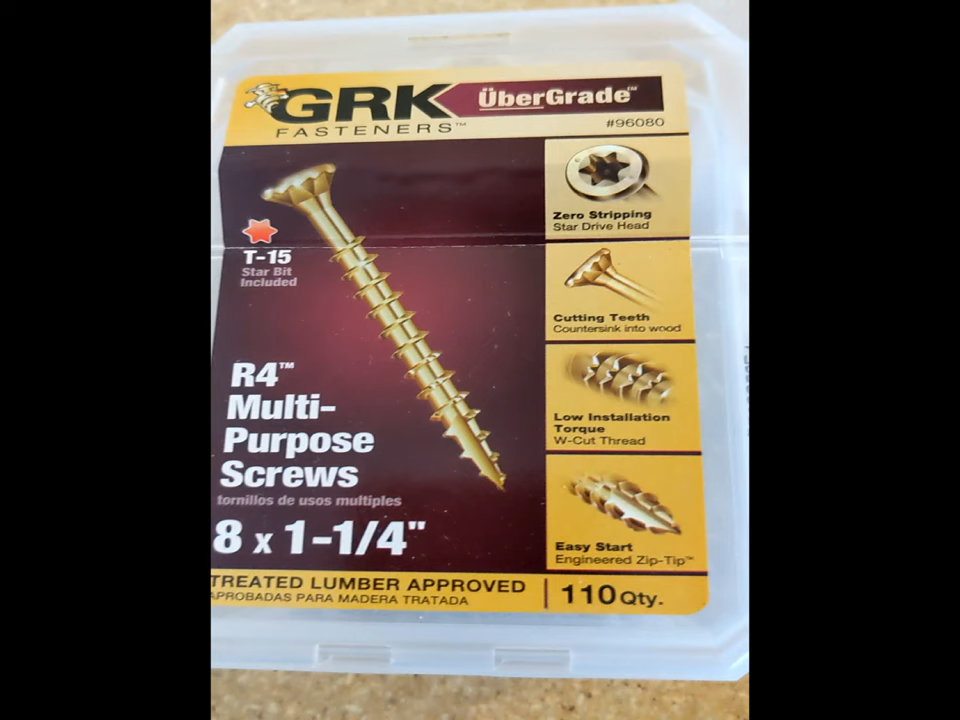 GRK
FASTENERS™
ÜberGrade™
#96080
T-15
Star Bit
Included
R4™
Multi-
Purpose
Screws
tornillos de usos multiples
8 x 1-1/4"
Zero Stripping
Star Drive Head
Cutting Teeth
Countersink into wood
Low Installation
Torque
W-Cut Thread
Easy Start
Engineered Zip-Tip™
TREATED LUMBER APPROVED
APROBADAS PARA MADERA TRATADA
110 Qty.